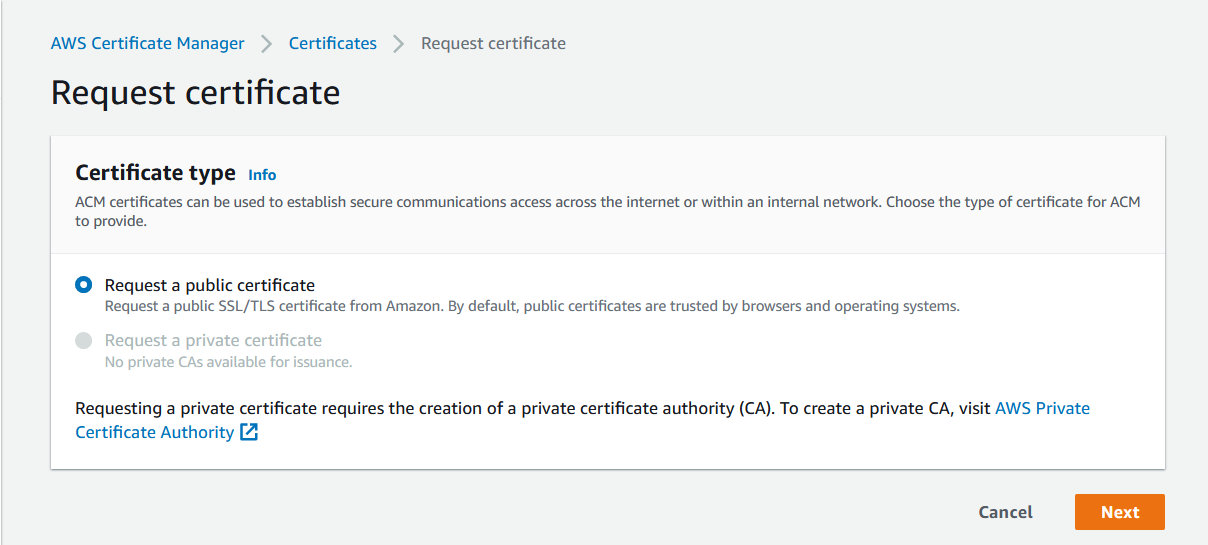 AWS Certificate Manager > Certificates > Request certificate
Request certificate
Certificate type Info
ACM certificates can be used to establish secure communications access across the internet or within an internal network. Choose the type of certificate for ACM
to provide.
Request a public certificate
Request a public SSL/TLS certificate from Amazon. By default, public certificates are trusted by browsers and operating systems.
Request a private certificate
No private CAs available for issuance.
Requesting a private certificate requires the creation of a private certificate authority (CA). To create a private CA, visit AWS Private
Certificate Authority
Cancel Next